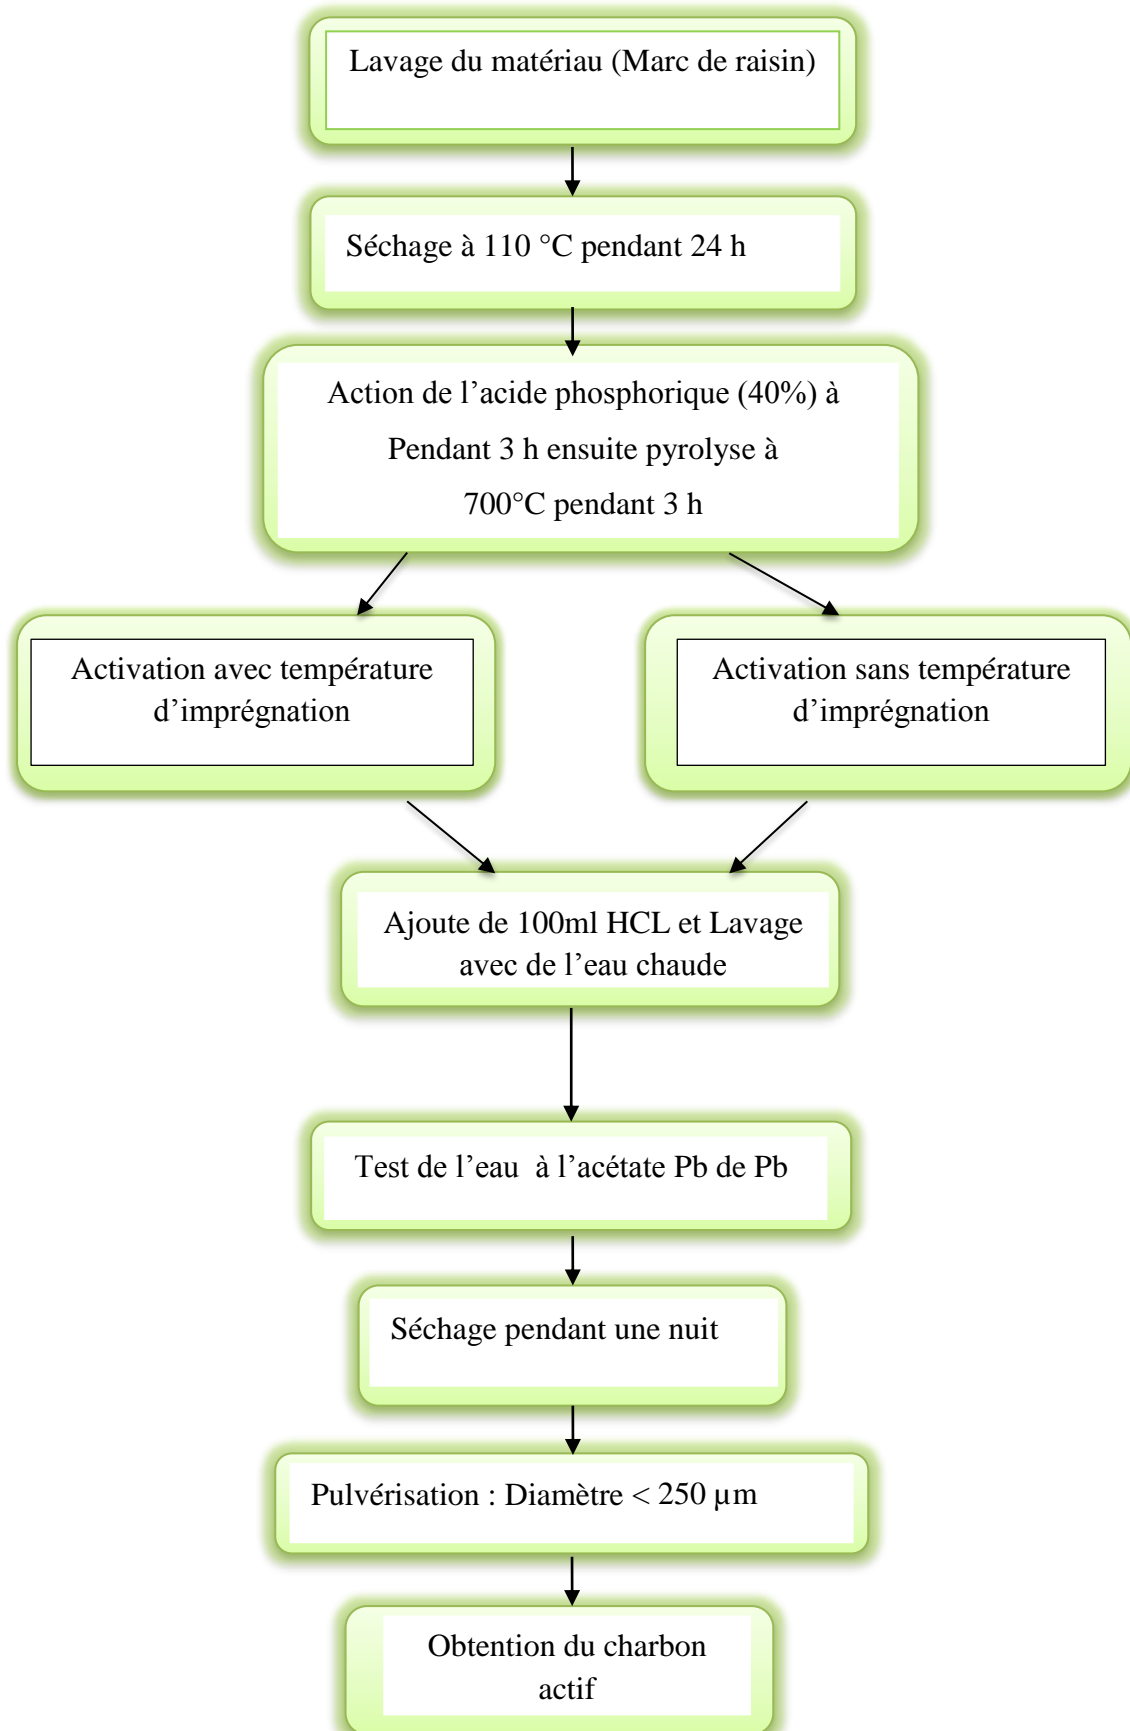 Lavage du matériau (Marc de raisin)
Séchage à 110 °C pendant 24 h
Action de l’acide phosphorique (40%) à
Pendant 3 h ensuite pyrolyse à
700°C pendant 3 h
Activation avec température
d’imprégnation
Activation sans température
d’imprégnation
Ajoute de 100ml HCL et Lavage
avec de l’eau chaude
Test de l’eau à l’acétate Pb de Pb
Séchage pendant une nuit
Pulvérisation : Diamètre < 250 µm
Obtention du charbon
actif